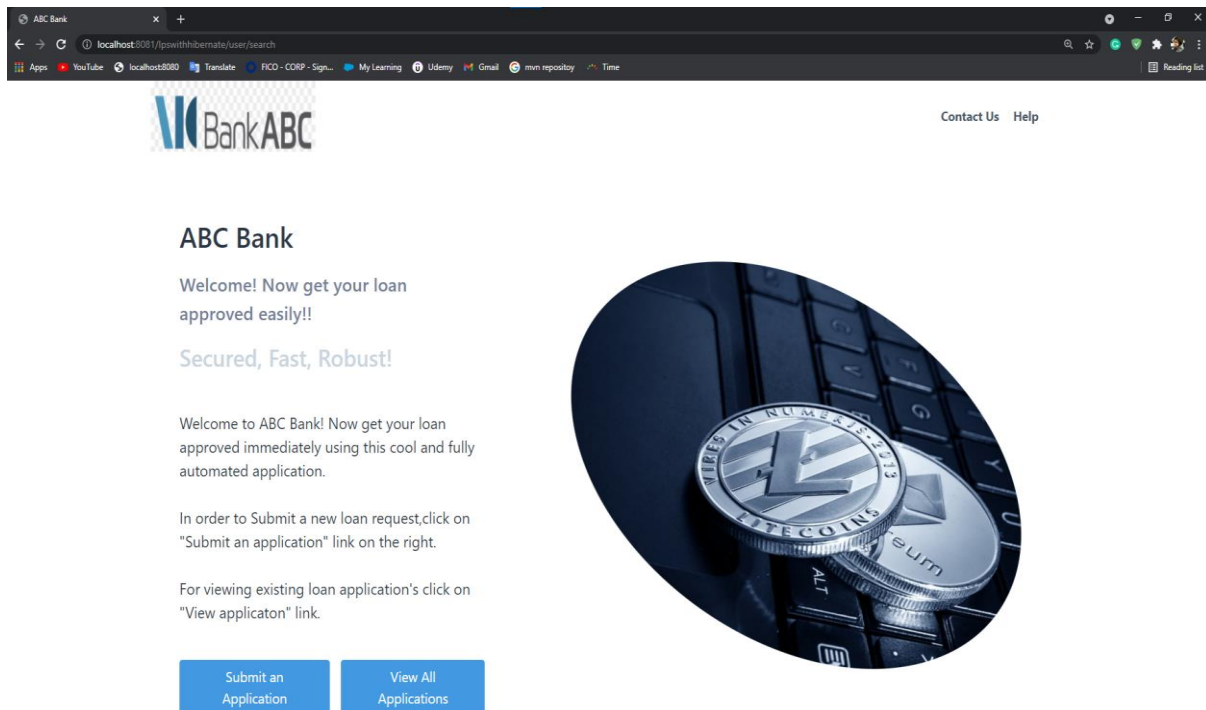 ABC Bank
localhost:8081/lpswithhibernate/user/search
Apps YouTube localhost:8080 Translate FICO - CORP - Sign... My Learning Udemy Gmail mvn repositoy Time Reading list
BankABC
Contact Us Help
ABC Bank
Welcome! Now get your loan
approved easily!!
Secured, Fast, Robust!
Welcome to ABC Bank! Now get your loan
approved immediately using this cool and fully
automated application.
In order to Submit a new loan request,click on
"Submit an application" link on the right.
For viewing existing loan application's click on
"View applicaton" link.
Submit an
Application
View All
Applications
VIRES IN NUMERIS·2013
LITECOINS
eum
ALT
C
V
F
G
Y
U